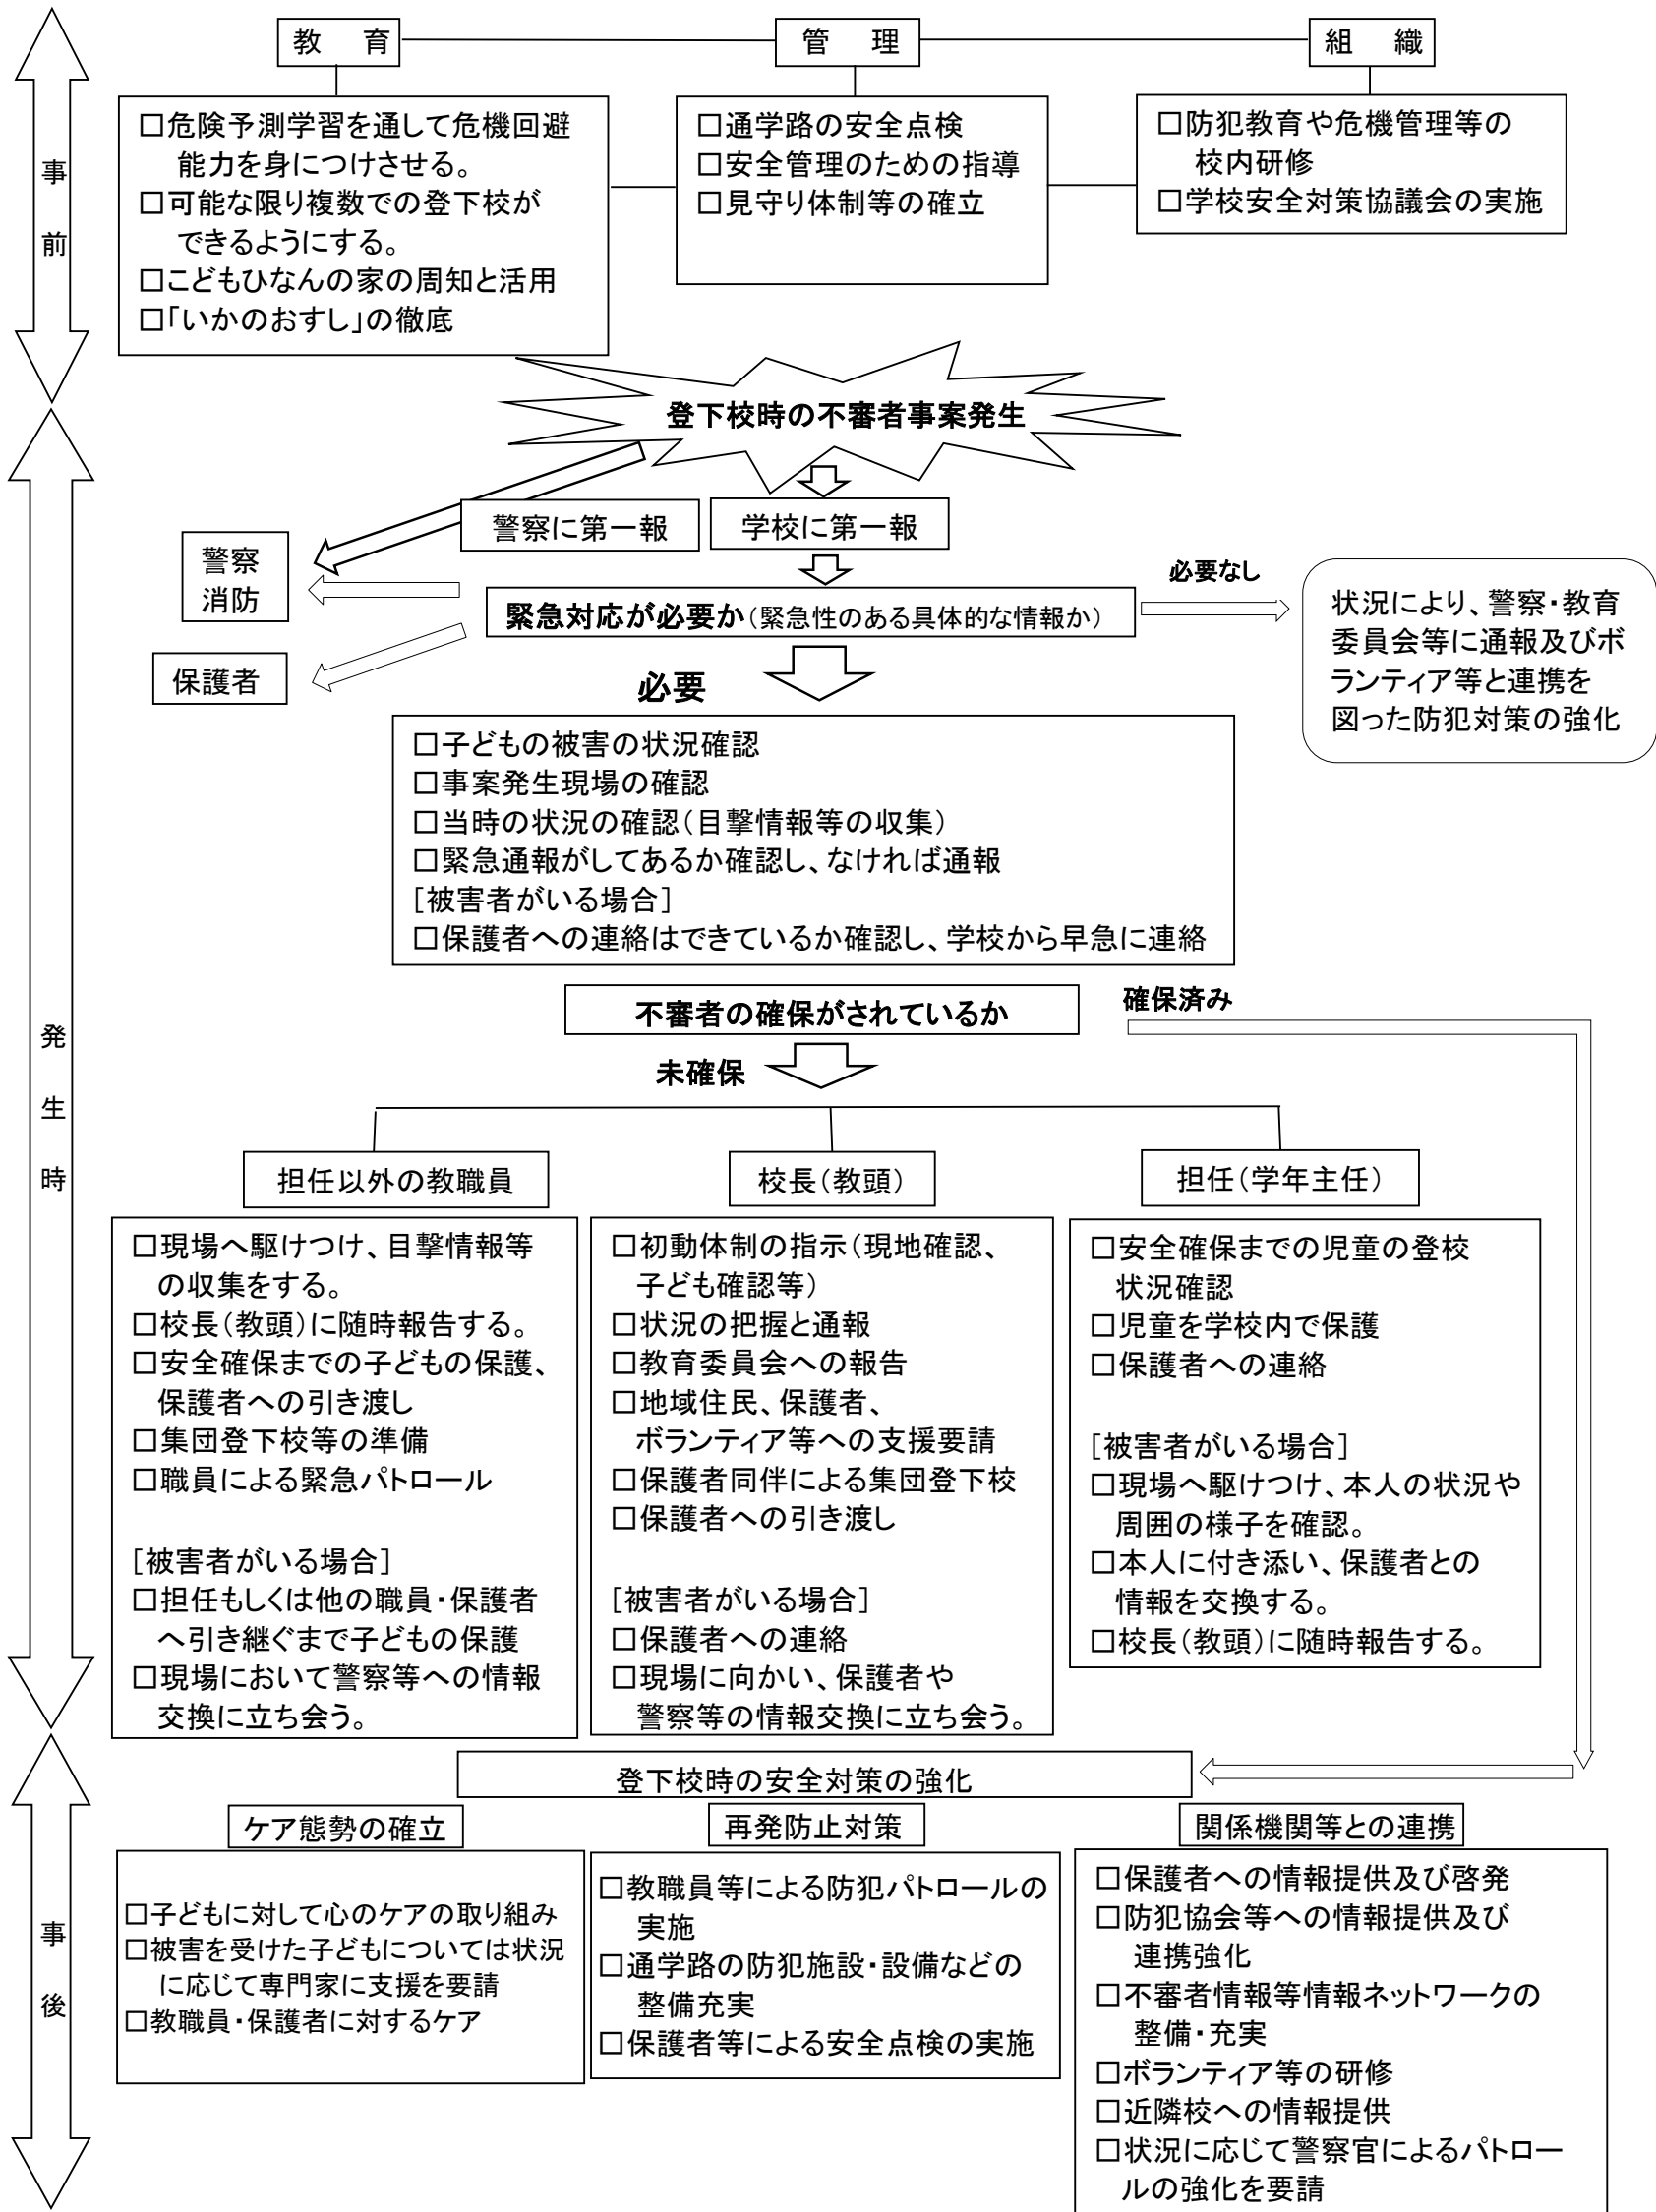 教　育
管　理
組　織
事前
□危険予測学習を通して危機回避
能力を身につけさせる。
□可能な限り複数での登下校が
できるようにする。
□こどもひなんの家の周知と活用
□「いかのおすし」の徹底
□通学路の安全点検
□安全管理のための指導
□見守り体制等の確立
□防犯教育や危機管理等の
校内研修
□学校安全対策協議会の実施
登下校時の不審者事案発生
発生時
警察に第一報
学校に第一報
警察
消防
保護者
緊急対応が必要か（緊急性のある具体的な情報か）
必要なし
状況により、警察・教育
委員会等に通報及びボ
ランティア等と連携を
図った防犯対策の強化
必要
□子どもの被害の状況確認
□事案発生現場の確認
□当時の状況の確認（目撃情報等の収集）
□緊急通報がしてあるか確認し、なければ通報
［被害者がいる場合］
□保護者への連絡はできているか確認し、学校から早急に連絡
不審者の確保がされているか
確保済み
未確保
担任以外の教職員
□現場へ駆けつけ、目撃情報等
の収集をする。
□校長（教頭）に随時報告する。
□安全確保までの子どもの保護、
保護者への引き渡し
□集団登下校等の準備
□職員による緊急パトロール
［被害者がいる場合］
□担任もしくは他の職員・保護者
へ引き継ぐまで子どもの保護
□現場において警察等への情報
交換に立ち会う。
校長（教頭）
□初動体制の指示（現地確認、
子ども確認等）
□状況の把握と通報
□教育委員会への報告
□地域住民、保護者、
ボランティア等への支援要請
□保護者同伴による集団登下校
□保護者への引き渡し
［被害者がいる場合］
□保護者への連絡
□現場に向かい、保護者や
警察等の情報交換に立ち会う。
担任（学年主任）
□安全確保までの児童の登校
状況確認
□児童を学校内で保護
□保護者への連絡
［被害者がいる場合］
□現場へ駆けつけ、本人の状況や
周囲の様子を確認。
□本人に付き添い、保護者との
情報を交換する。
□校長（教頭）に随時報告する。
事後
登下校時の安全対策の強化
ケア態勢の確立
□子どもに対して心のケアの取り組み
□被害を受けた子どもについては状況
に応じて専門家に支援を要請
□教職員・保護者に対するケア
再発防止対策
□教職員等による防犯パトロールの
実施
□通学路の防犯施設・設備などの
整備充実
□保護者等による安全点検の実施
関係機関等との連携
□保護者への情報提供及び啓発
□防犯協会等への情報提供及び
連携強化
□不審者情報等情報ネットワークの
整備・充実
□ボランティア等の研修
□近隣校への情報提供
□状況に応じて警察官によるパトロー
ルの強化を要請